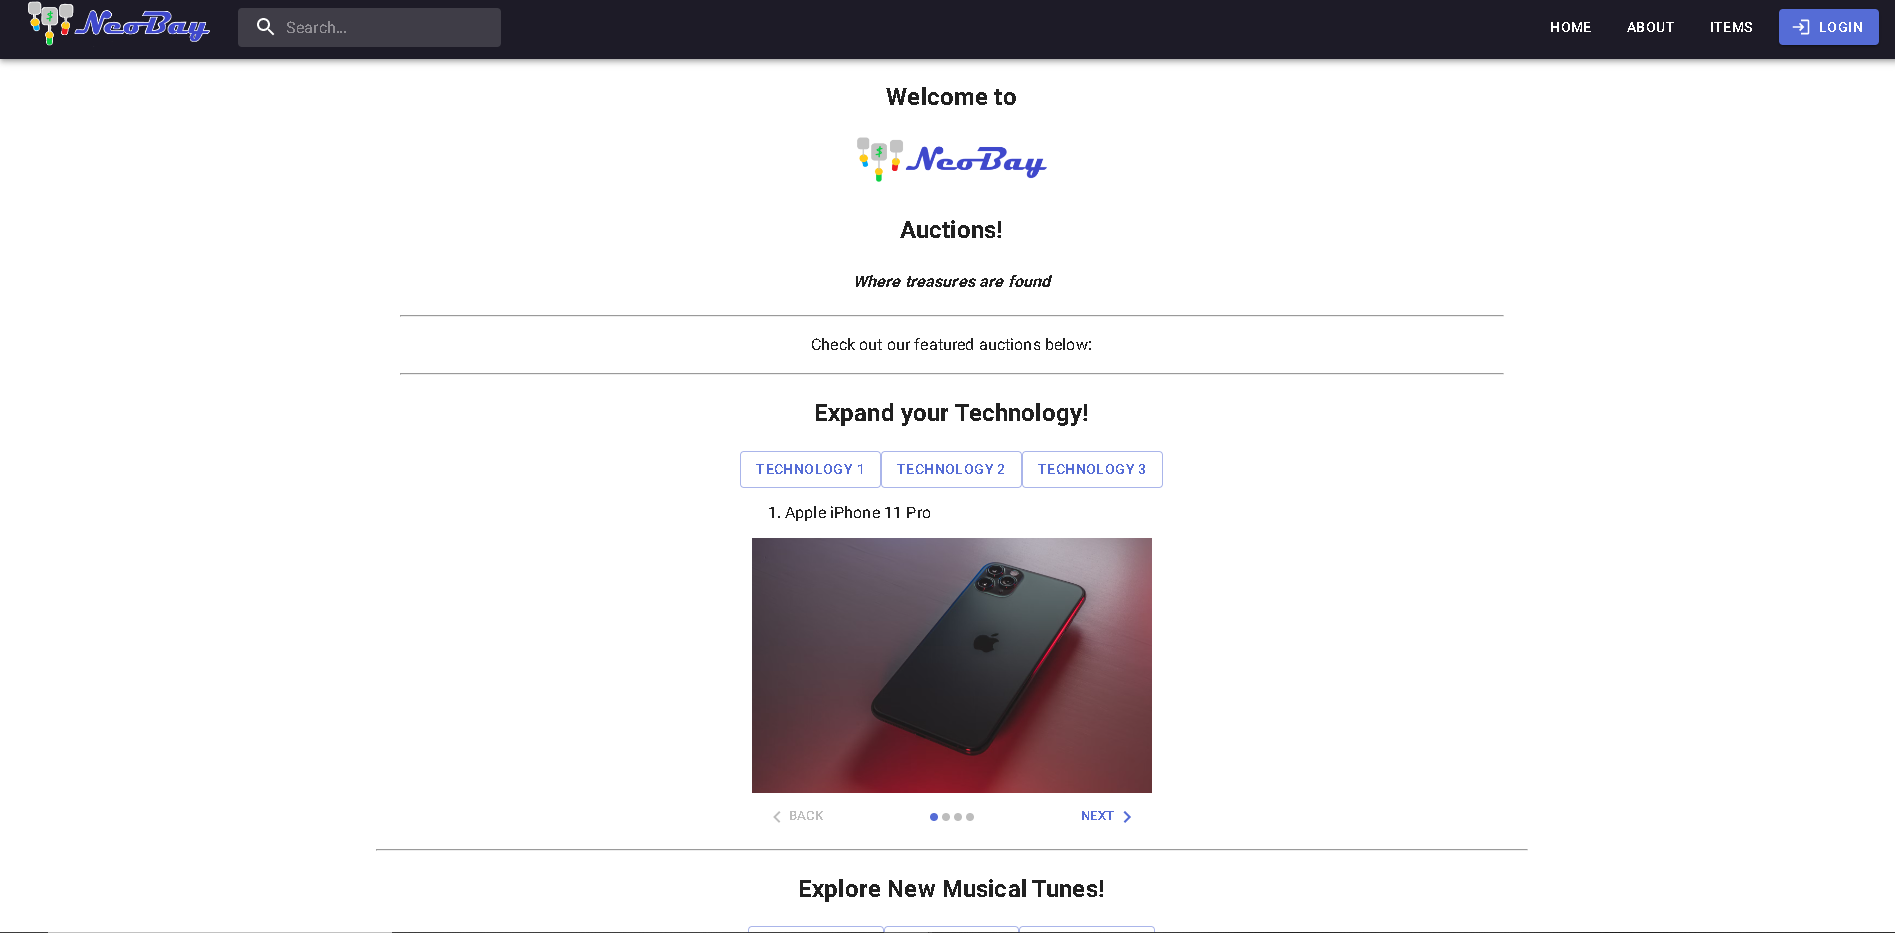 NeoBay
Search...
HOME ABOUT ITEMS LOGIN
Welcome to
$ NeoBay
Auctions!
Where treasures are found
Check out our featured auctions below:
Expand your Technology!
TECHNOLOGY 1 TECHNOLOGY 2 TECHNOLOGY 3
1. Apple iPhone 11 Pro
BACK NEXT
Explore New Musical Tunes!